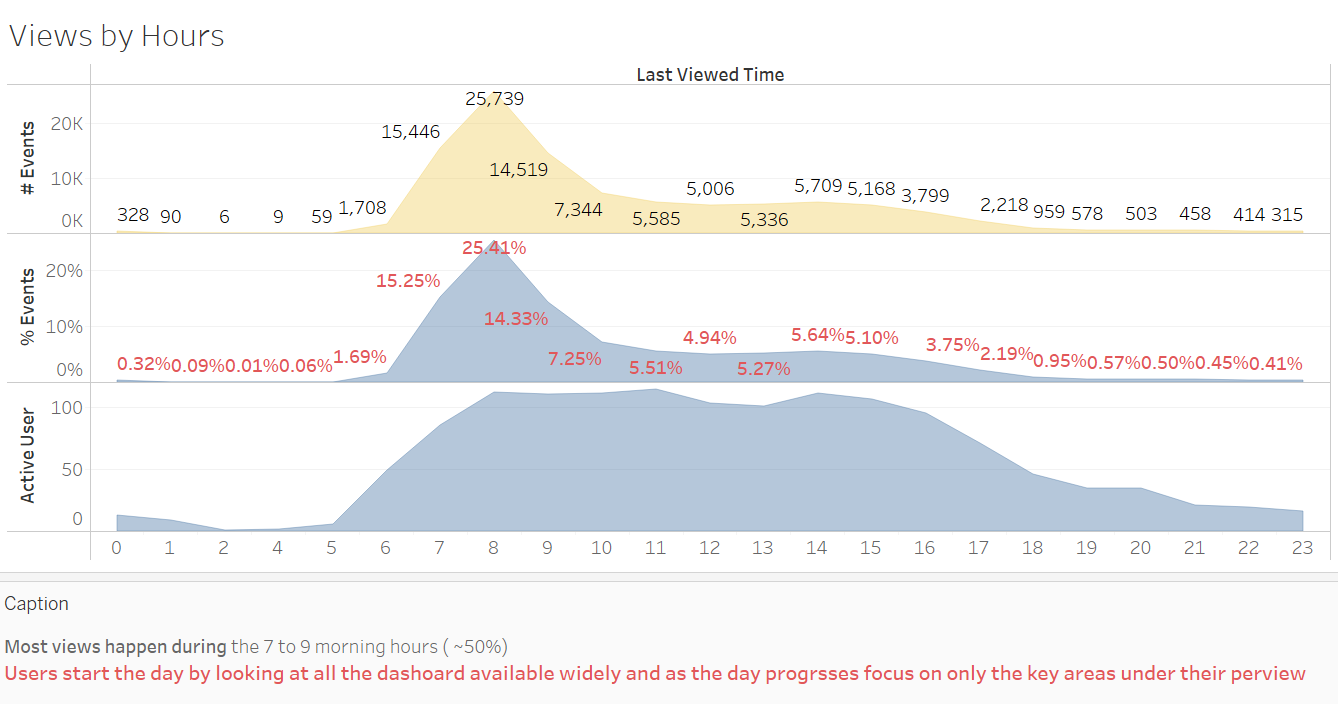 Views by Hours
Last Viewed Time
# Events
20K
10K
0K
328 90 6 9 59 1,708 15,446 25,739 14,519 7,344 5,585 5,006 5,336 5,709 5,168 3,799 2,218 959 578 503 458 414 315
% Events
20%
10%
0%
0.32% 0.09% 0.01% 0.06% 1.69% 15.25% 25.41% 14.33% 7.25% 5.51% 4.94% 5.27% 5.64% 5.10% 3.75% 2.19% 0.95% 0.57% 0.50% 0.45% 0.41%
Active User
100
50
0
0 1 2 3 4 5 6 7 8 9 10 11 12 13 14 15 16 17 18 19 20 21 22 23
Caption
Most views happen during the 7 to 9 morning hours ( ~50%)
Users start the day by looking at all the dashoard available widely and as the day progrsses focus on only the key areas under their perview